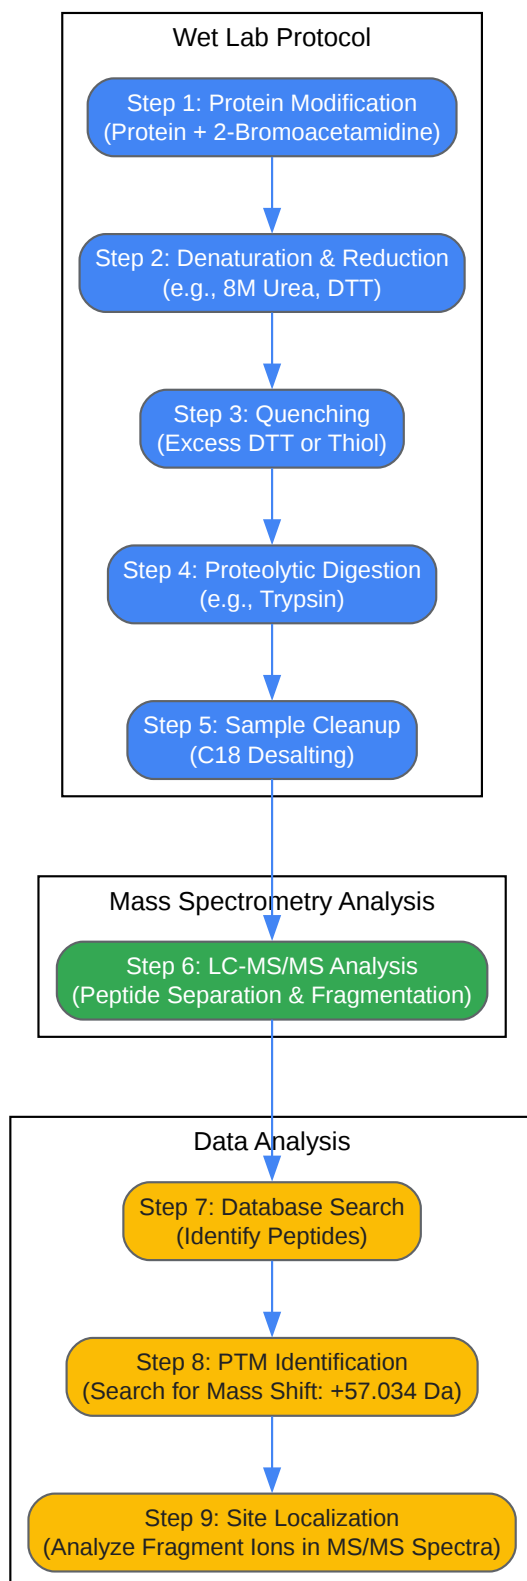 Wet Lab Protocol
Step 1: Protein Modification
(Protein + 2-Bromoacetamidine)
Step 2: Denaturation & Reduction
(e.g., 8M Urea, DTT)
Step 3: Quenching
(Excess DTT or Thiol)
Step 4: Proteolytic Digestion
(e.g., Trypsin)
Step 5: Sample Cleanup
(C18 Desalting)
Mass Spectrometry Analysis
Step 6: LC-MS/MS Analysis
(Peptide Separation & Fragmentation)
Data Analysis
Step 7: Database Search
(Identify Peptides)
Step 8: PTM Identification
(Search for Mass Shift: +57.034 Da)
Step 9: Site Localization
(Analyze Fragment Ions in MS/MS Spectra)